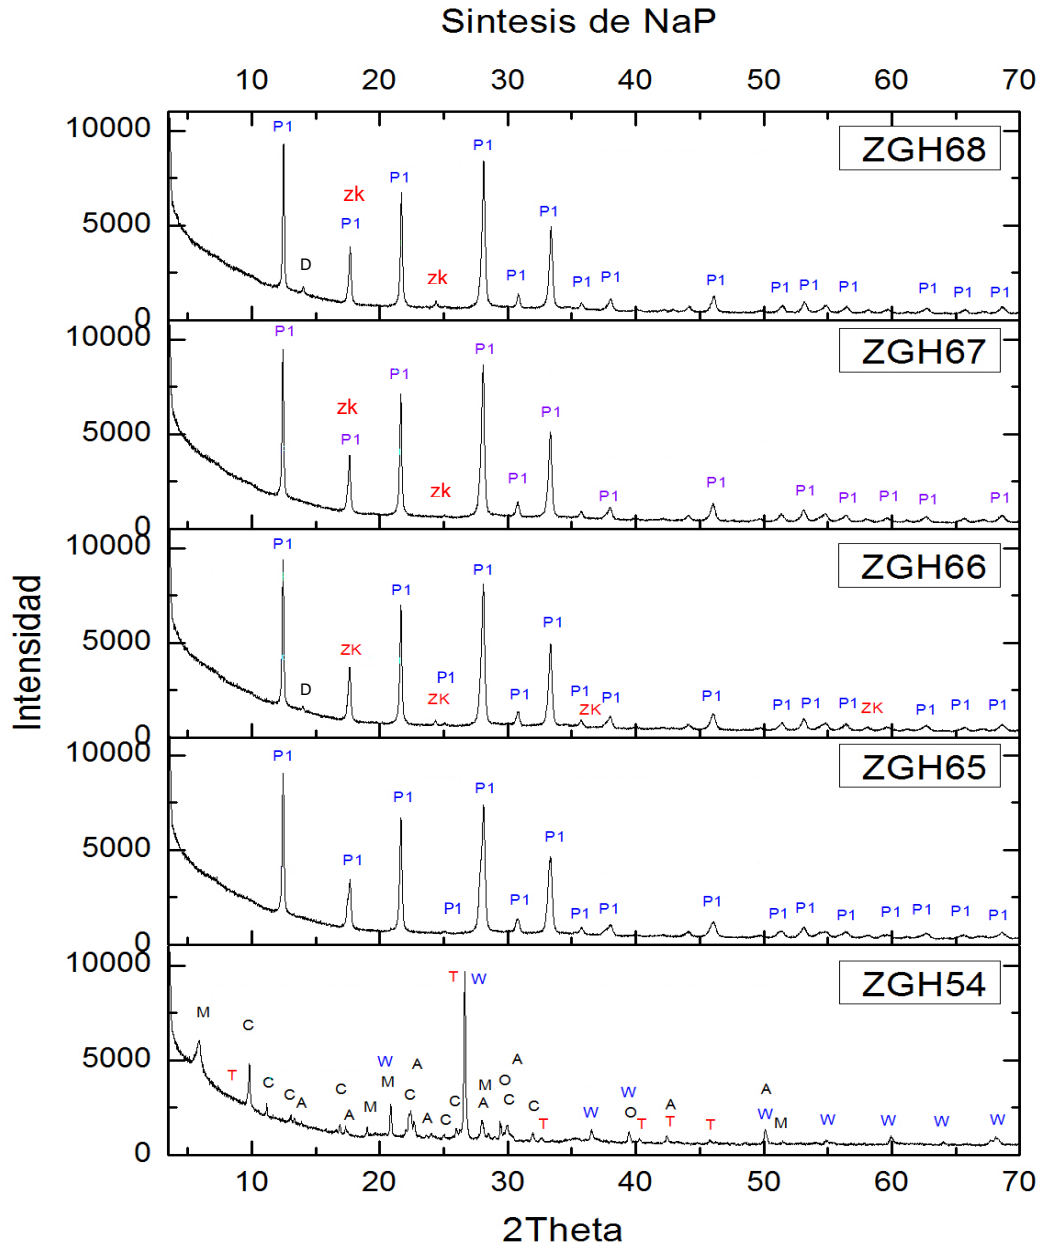 Sintesis de NaP
10 20 30 40 50 60 70
10000
5000
0
P1 P1 P1 P1 P1 P1 P1 P1 P1 P1 P1 P1 P1 P1 P1
zk zk
D
ZGH68
10000
5000
0
P1 P1 P1 P1 P1 P1 P1 P1 P1 P1 P1 P1 P1
zk zk
ZGH67
10000
5000
0
P1 P1 P1 P1 P1 P1 P1 P1 P1 P1 P1 P1 P1 P1 P1
ZK ZK ZK ZK
D
ZGH66
10000
5000
0
P1 P1 P1 P1 P1 P1 P1 P1 P1 P1 P1 P1 P1 P1 P1 P1 P1
ZGH65
10000
5000
0
M T C C C A C A M W M C A A C C T W A M O C A C T W W O T A T A W M W W W W
ZGH54
10 20 30 40 50 60 70
2Theta
Intensidad